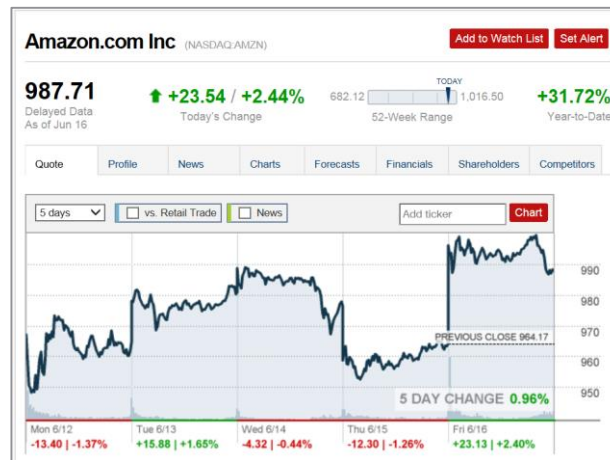 Amazon.com Inc (NASDAQ:AMZN)
Add to Watch List
Set Alert
987.71
Delayed Data
As of Jun 16
+23.54 / +2.44%
Today's Change
TODAY
682.12
1,016.50
52-Week Range
+31.72%
Year-to-Date
Quote
Profile
News
Charts
Forecasts
Financials
Shareholders
Competitors
5 days
vs. Retail Trade
News
Add ticker
Chart
990
980
970
960
950
PREVIOUS CLOSE 964.17
5 DAY CHANGE 0.96%
Mon 6/12
-13.40 | -1.37%
Tue 6/13
+15.88 | +1.65%
Wed 6/14
-4.32 | -0.44%
Thu 6/15
-12.30 | -1.26%
Fri 6/16
+23.13 | +2.40%